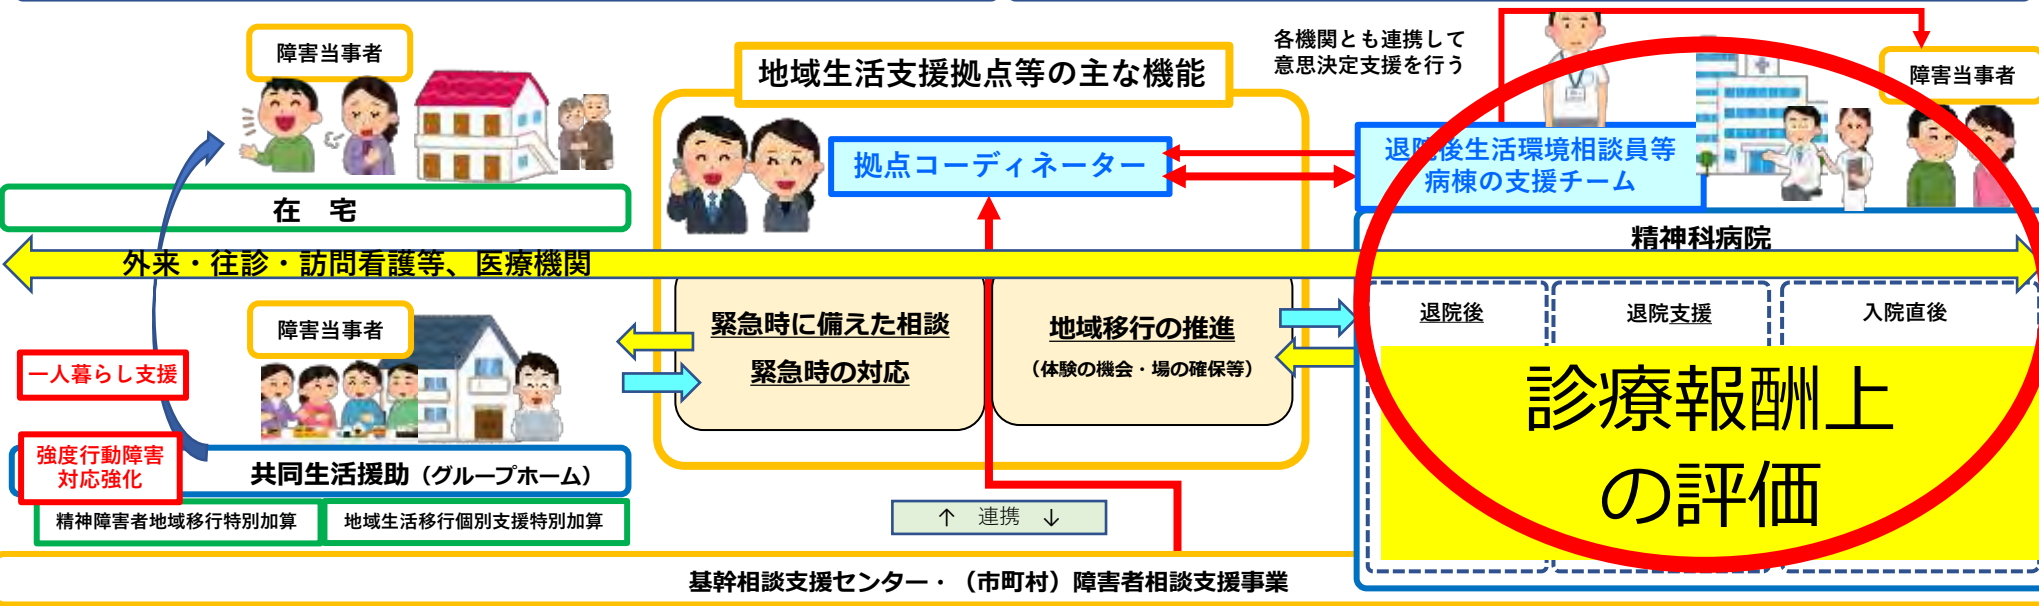 障害当事者
地域生活支援拠点等の主な機能
各機関とも連携して
意思決定支援を行う
障害当事者
拠点コーディネーター
退院後生活環境相談員等
病棟の支援チーム
在　宅
精神科病院
外来・往診・訪問看護等、医療機関
障害当事者
一人暮らし支援
緊急時に備えた相談
緊急時の対応
地域移行の推進
（体験の機会・場の確保等）
退院後
退院支援
入院直後
診療報酬上
の評価
強度行動障害
対応強化
共同生活援助（グループホーム）
精神障害者地域移行特別加算
地域生活移行個別支援特別加算
↑　連携　↓
基幹相談支援センター・（市町村）障害者相談支援事業